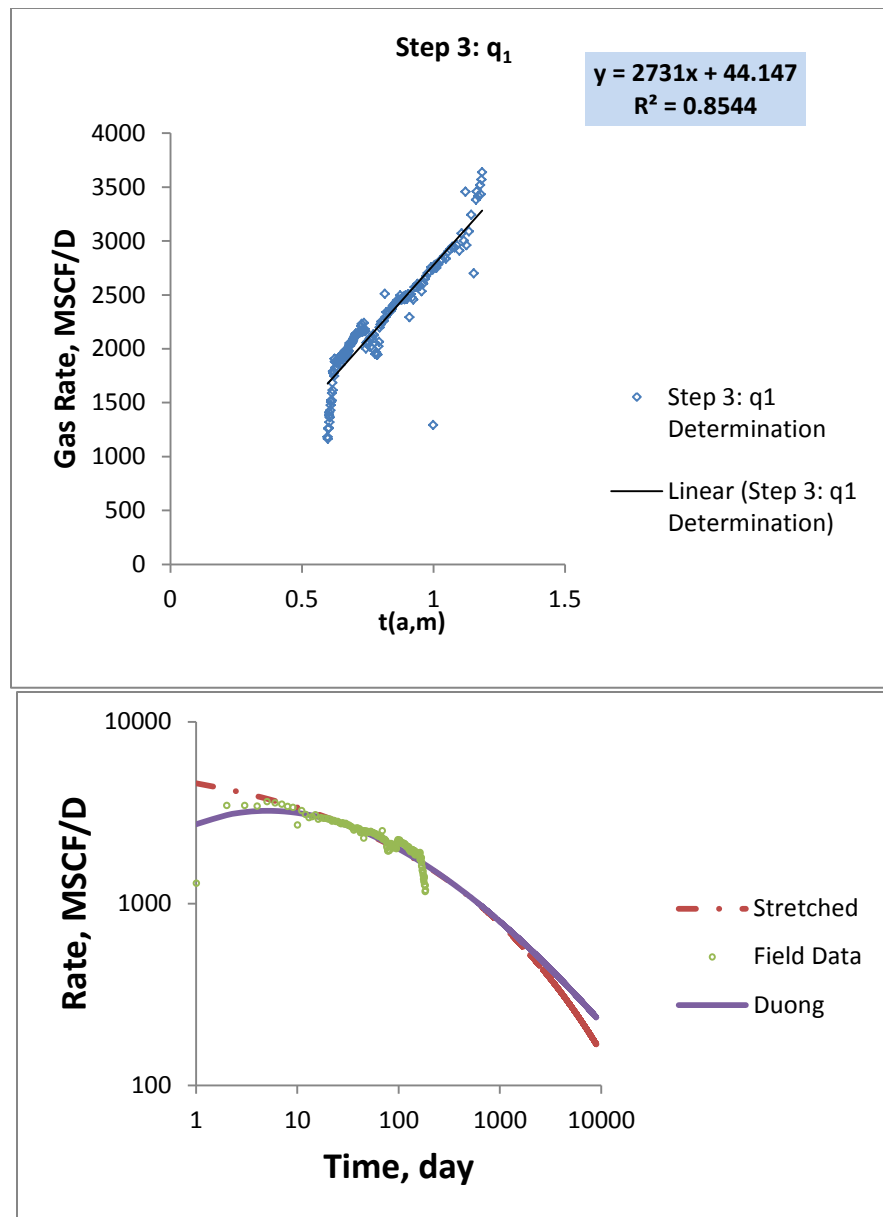 Step 3: q1
y = 2731x + 44.147
R² = 0.8544
4000
3500
3000
2500
2000
1500
1000
500
0
Gas Rate, MSCF/D
0 0.5 1 1.5
t(a,m)
Step 3: q1
Determination
Linear (Step 3: q1
Determination)
10000
1000
100
Rate, MSCF/D
1 10 100 1000 10000
Time, day
Stretched
Field Data
Duong